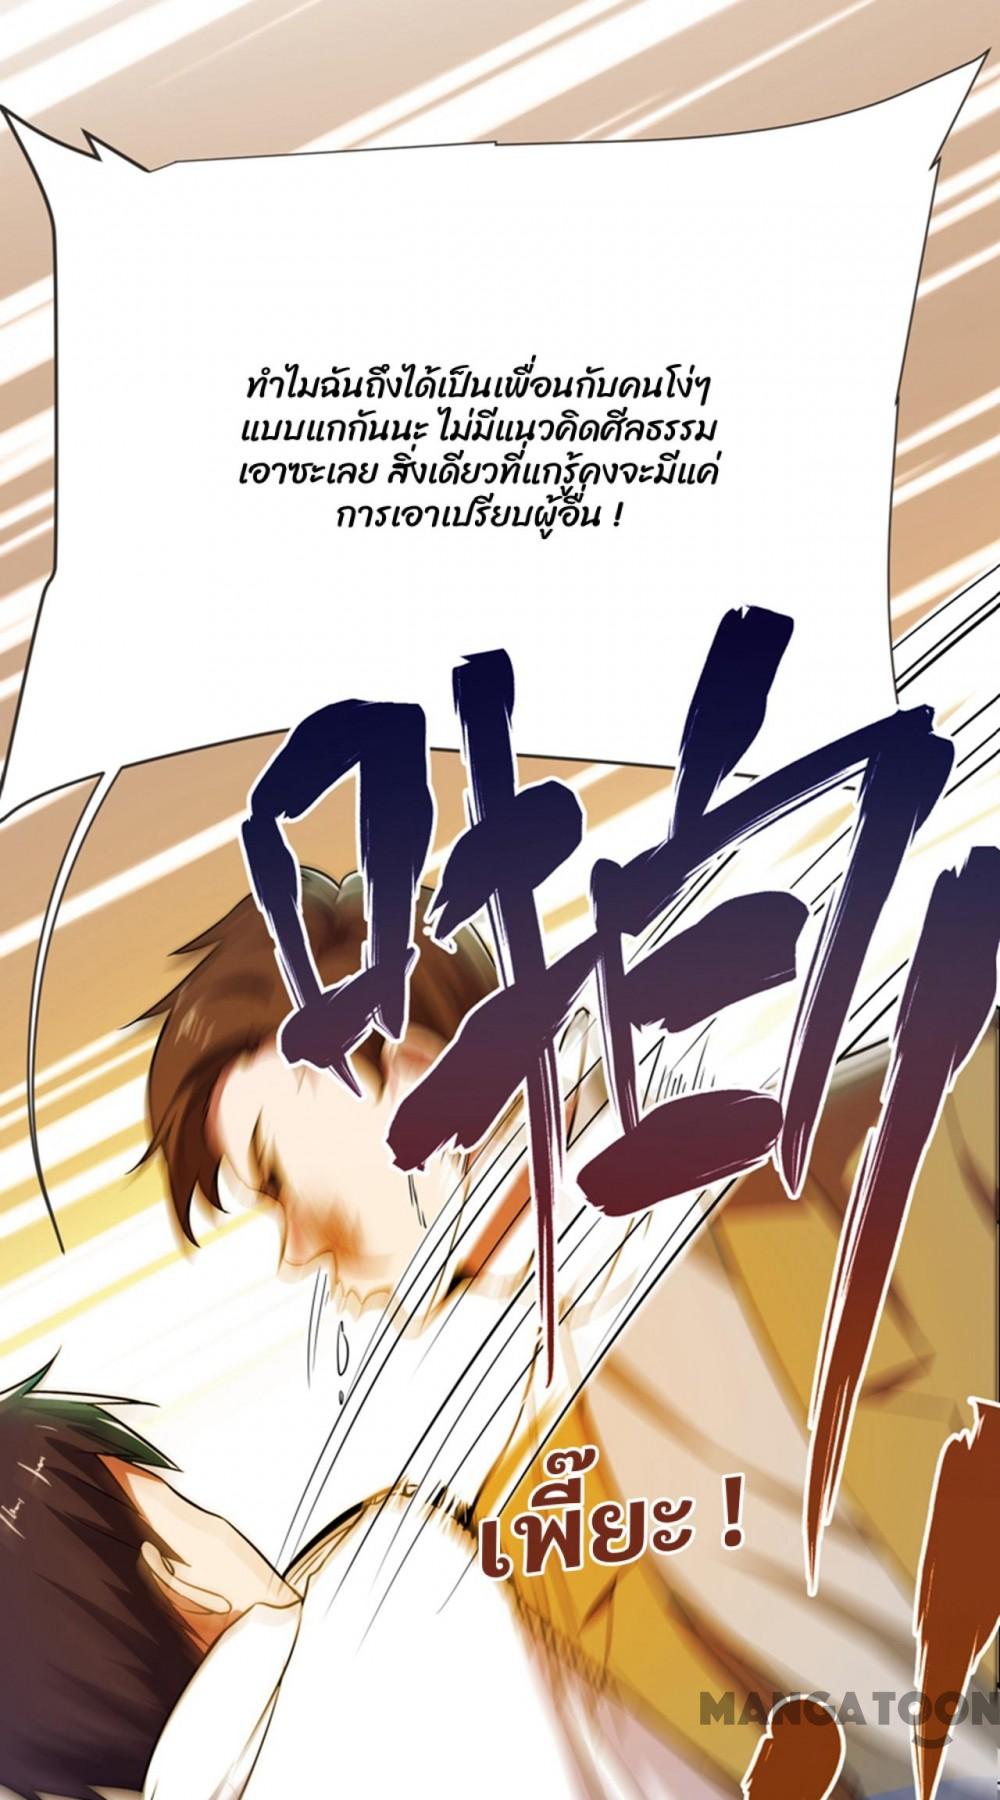 ทำไมฉันถึงได้เป็นเพื่อนกับคนโง่ๆ
แบบแกกันนะ ไม่มีแนวคิดศีลธรรม
เอาซะเลย สิ่งเดียวที่แกรู้คงจะมีแค่
การเอาเปรียบผู้อื่น !
啪
เพี๊ยะ !
MANGATOON